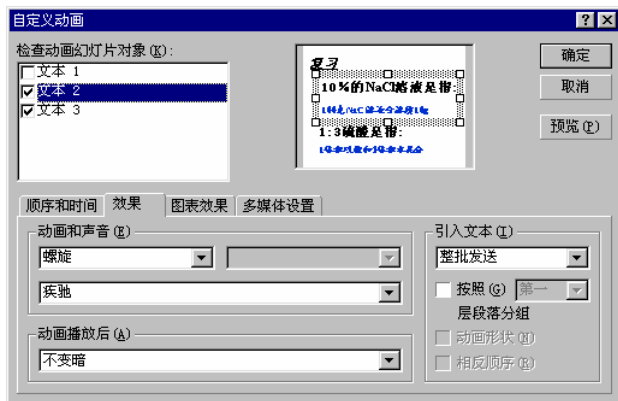 自定义动画
检查动画幻灯片对象(K):
文本 1
文本 2
文本 3
复习
10%的NaCl溶液是指:
1:3硫酸是指:
确定
取消
预览(P)
顺序和时间 效果 图表效果 多媒体设置
动画和声音(E)
螺旋
疾驰
动画播放后(A)
不变暗
引入文本(I)
整批发送
按照(G) 第一
层段落分组
动画形状(N)
相反顺序(R)